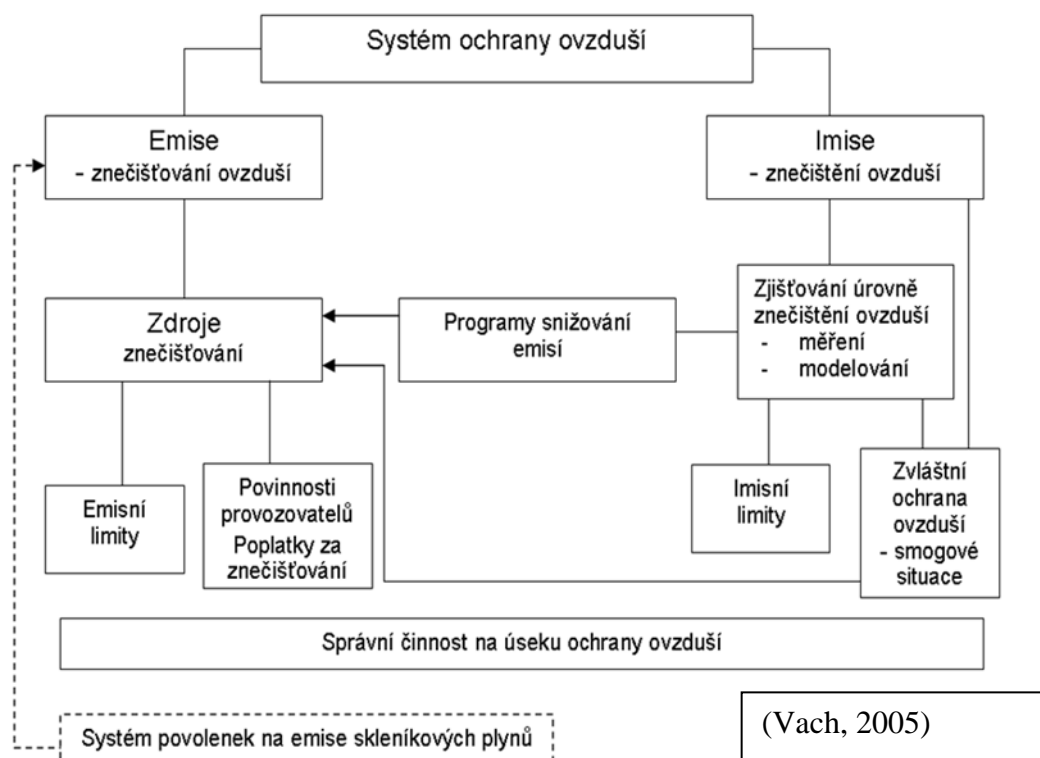 Systém ochrany ovzduší
Emise
- znečišťování ovzduší
Imise
- znečištění ovzduší
Zdroje
znečišťování
Programy snižování
emisí
Zjišťování úrovně
znečištění ovzduší
- měření
- modelování
Emisní
limity
Povinnosti
provozovatelů
Poplatky za
znečišťování
Imisní
limity
Zvláštní
ochrana
ovzduší
- smogové
situace
Správní činnost na úseku ochrany ovzduší
Systém povolenek na emise skleníkových plynů
(Vach, 2005)